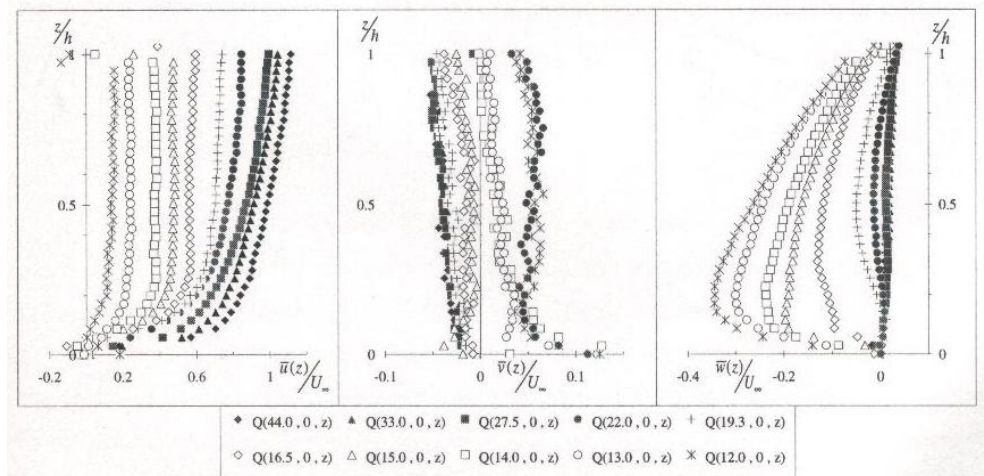 z/h
z/h
z/h
1
1
1
0.5
0.5
0.5
0
0
0
u̅(z)/U∞
v̅(z)/U∞
w̅(z)/U∞
-0.2 0.2 0.6 1
-0.1 0 0.1
-0.4 -0.2 0
◆ Q(44.0 , 0 , z) ▲ Q(33.0 , 0 , z) ■ Q(27.5 , 0 , z) ● Q(22.0 , 0 , z) + Q(19.3 , 0 , z)
◇ Q(16.5 , 0 , z) △ Q(15.0 , 0 , z) □ Q(14.0 , 0 , z) ○ Q(13.0 , 0 , z) ✳ Q(12.0 , 0 , z)